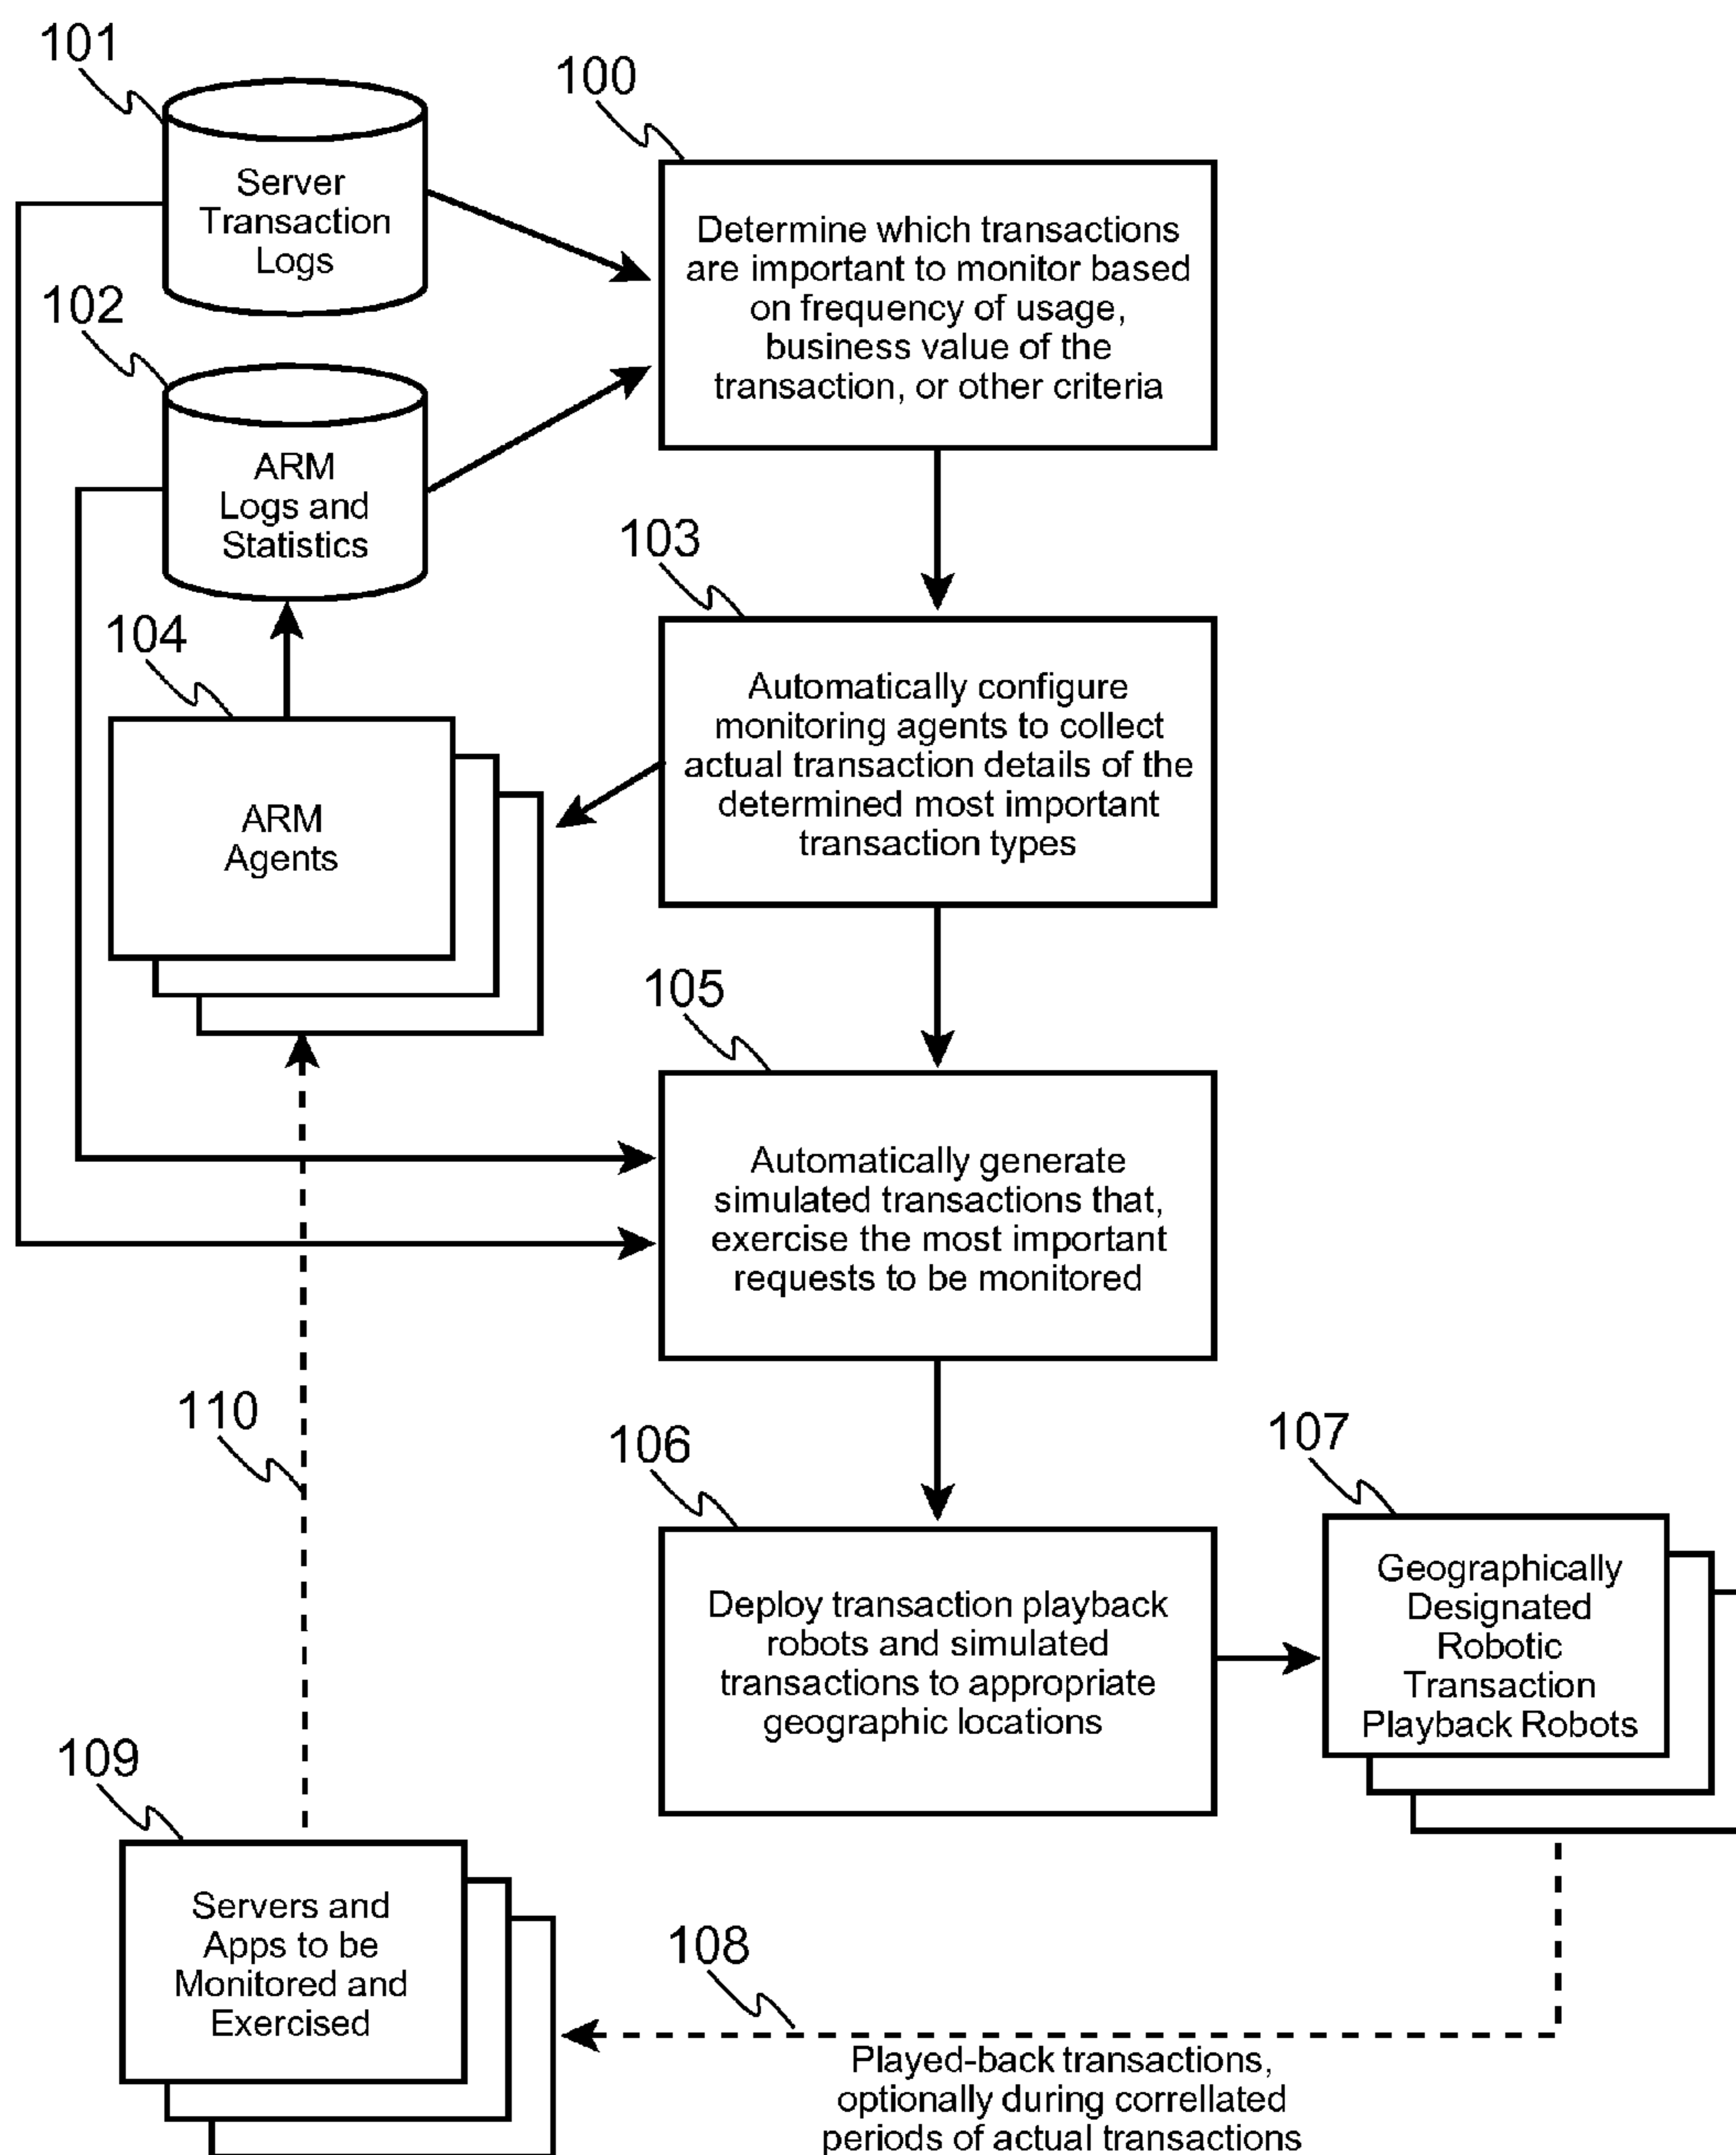 101
Server
Transaction
Logs
100
Determine which transactions
are important to monitor based
on frequency of usage,
business value of the
transaction, or other criteria
102
ARM
Logs and
Statistics
103
Automatically configure
monitoring agents to collect
actual transaction details of the
determined most important
transaction types
104
ARM
Agents
105
Automatically generate
simulated transactions that,
exercise the most important
requests to be monitored
110
106
Deploy transaction playback
robots and simulated
transactions to appropriate
geographic locations
107
Geographically
Designated
Robotic
Transaction
Playback Robots
109
Servers and
Apps to be
Monitored and
Exercised
108
Played-back transactions,
optionally during correllated
periods of actual transactions